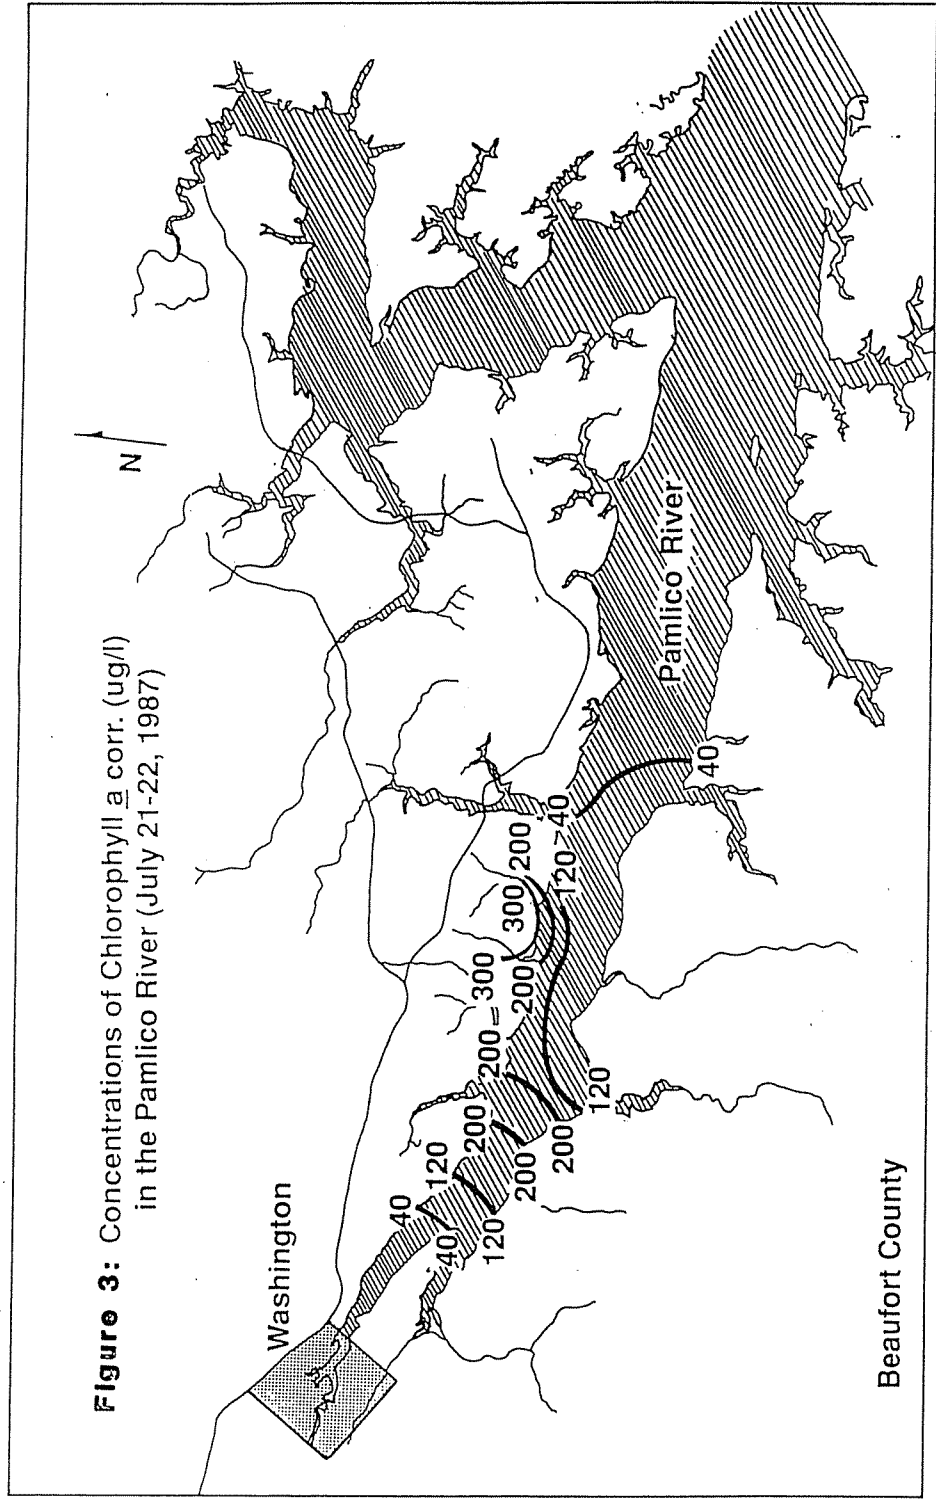 Figure 3: Concentrations of Chlorophyll a corr. (ug/l)
in the Pamlico River (July 21-22, 1987)
N
Washington
40
40
120
120
200
200
200
200
120
300
200
300
200
120
40
40
Pamlico River
Beaufort County